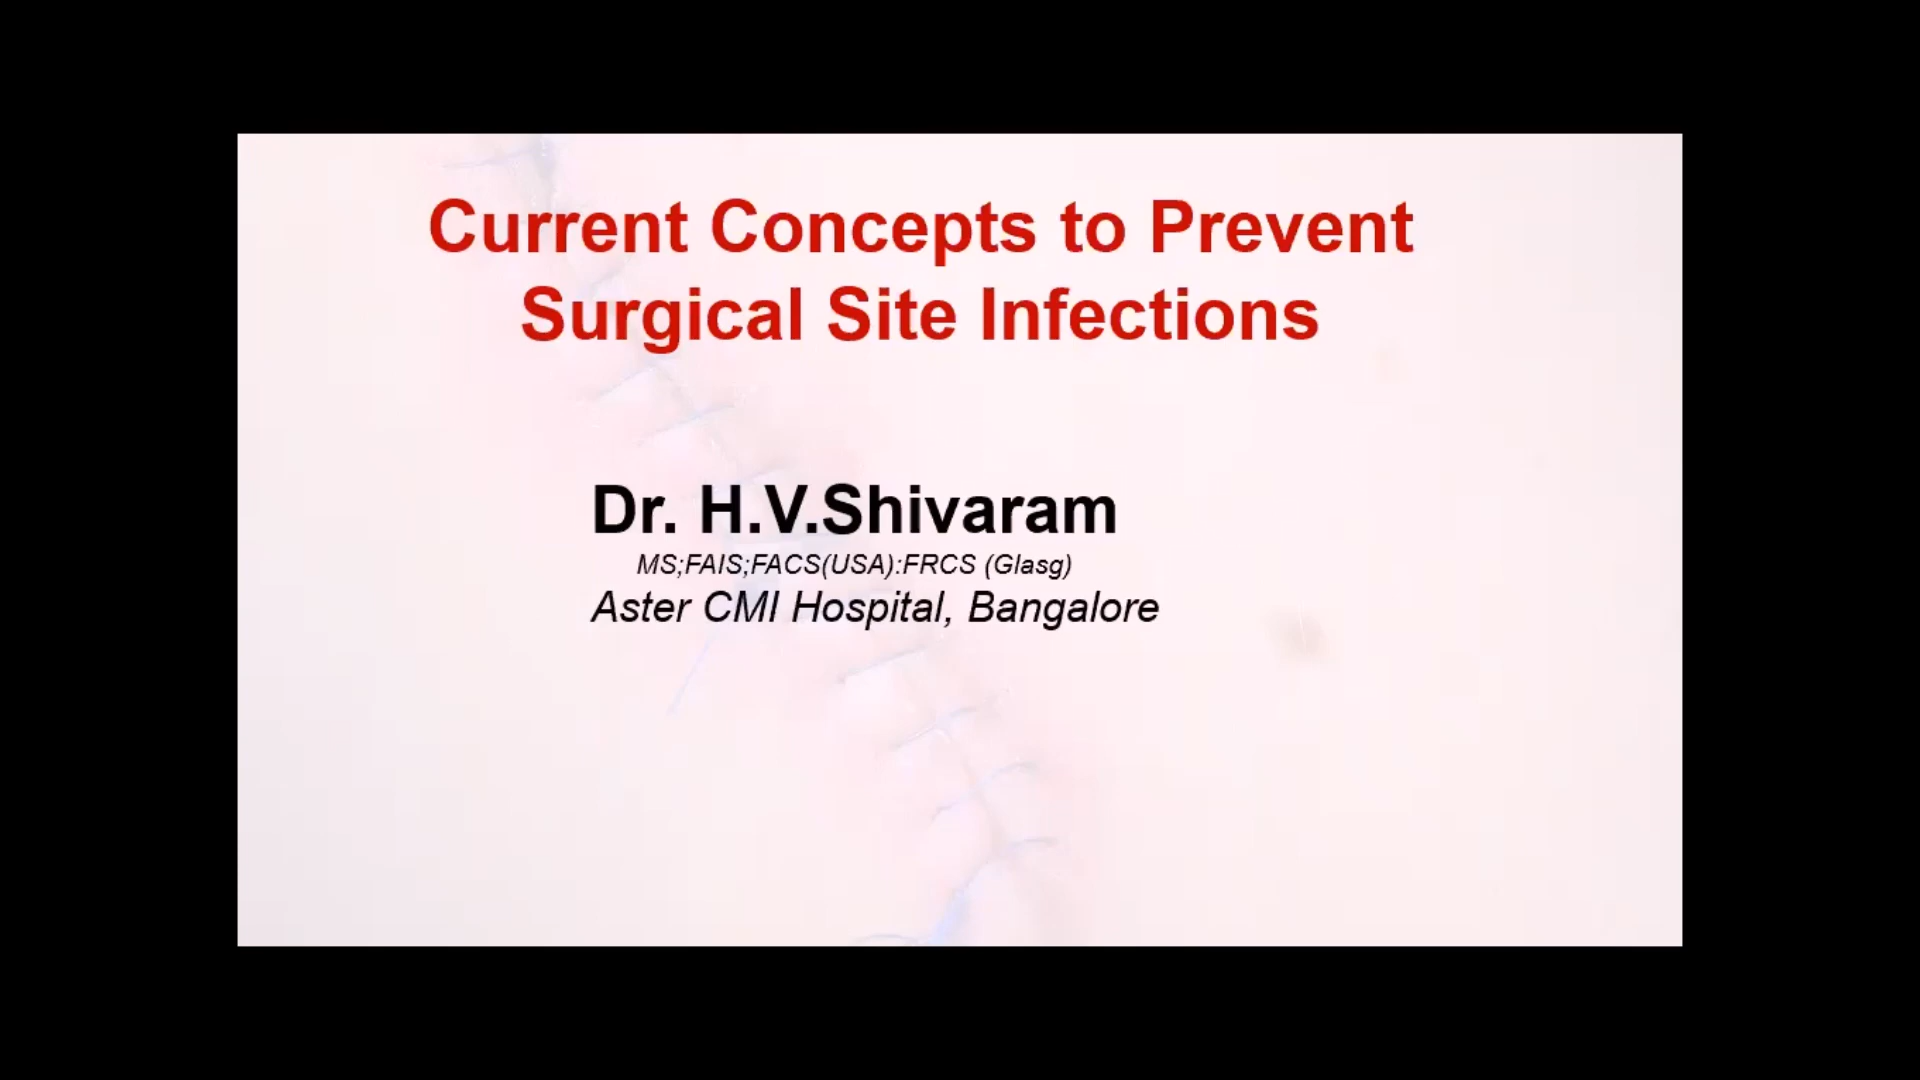 Current Concepts to Prevent
Surgical Site Infections
Dr. H.V.Shivaram
MS;FAIS;FACS(USA):FRCS (Glasg)
Aster CMI Hospital, Bangalore